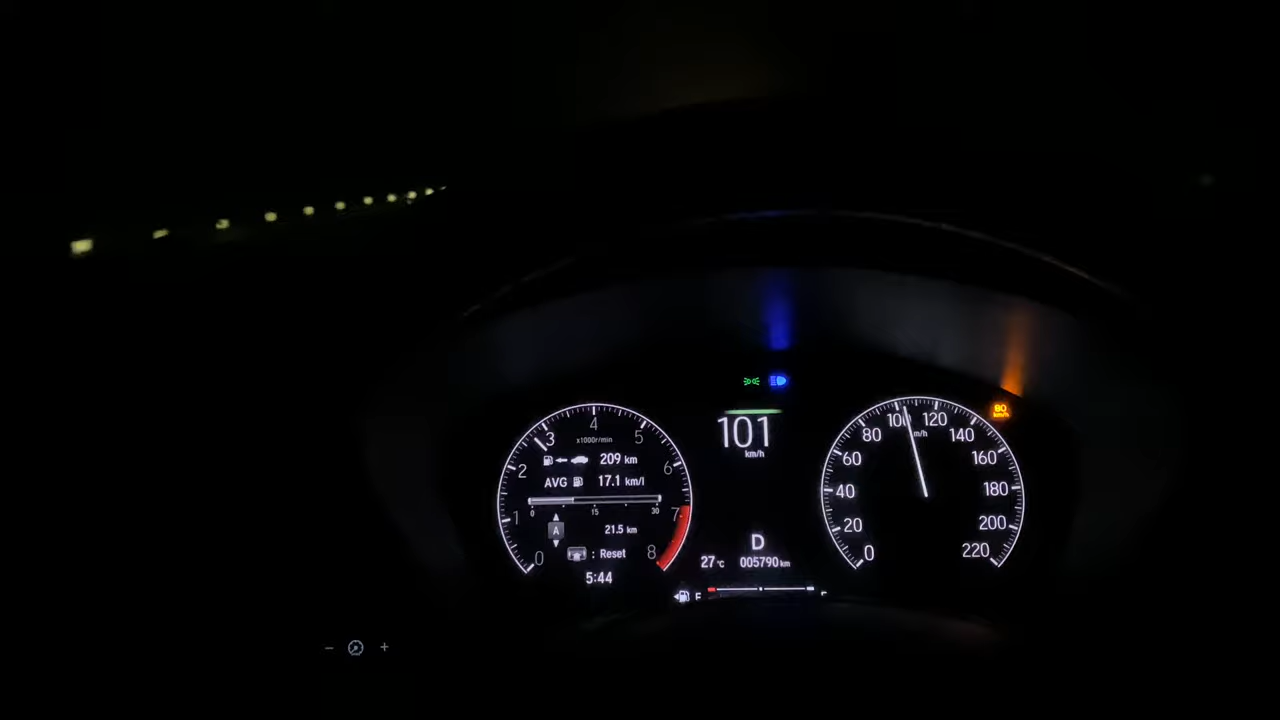 4
3
5
x1000r/min
209 km
2
6
AVG 17.1 km/l
0 15 30
1
7
A
21.5 km
: Reset
0
8
5:44
101
km/h
D
27°C 005790 km
E
80
km/h
100
120
80
140
60
160
40
180
20
200
0
220
− +